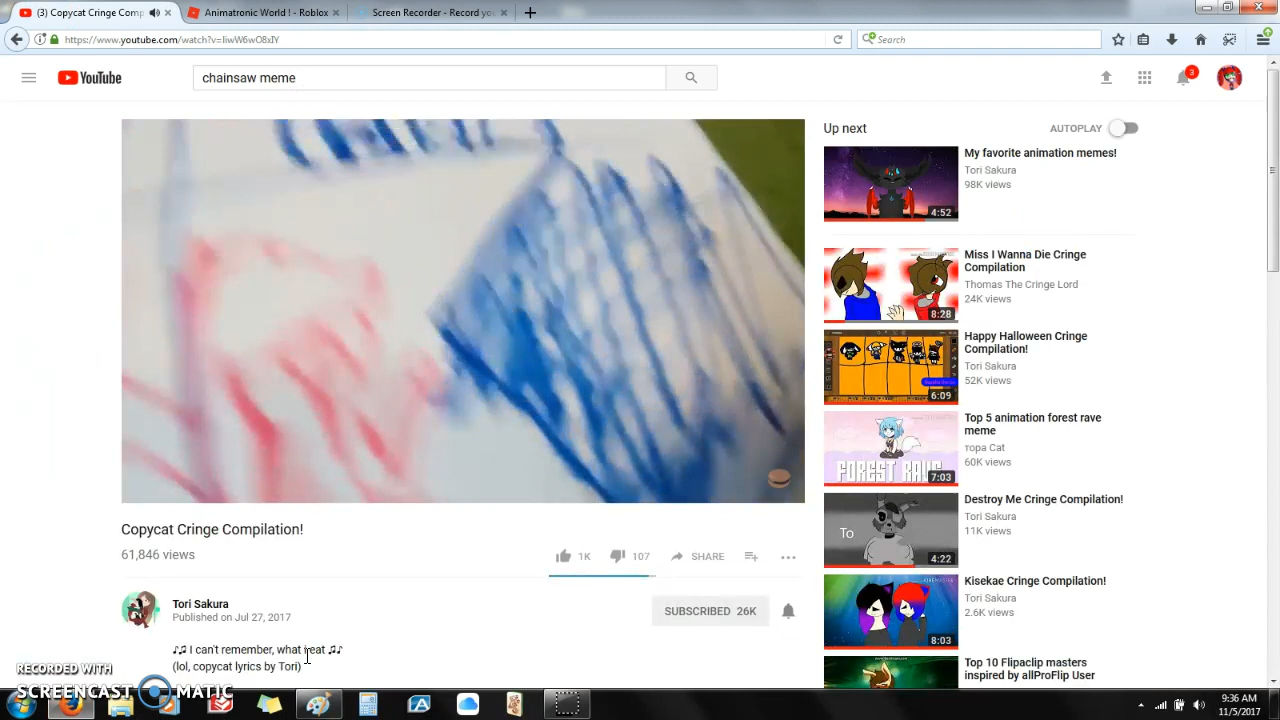 (3) Copycat Cringe Comp
Animatronic World ! - Roblox
Screen Recorder - Record you
https://www.youtube.com/watch?v=IiwW6wO8xIY
Search
YouTube
chainsaw meme
3
Up next
AUTOPLAY
My favorite animation memes!
Tori Sakura
98K views
4:52
Miss I Wanna Die Cringe
Compilation
Thomas The Cringe Lord
24K views
8:28
Happy Halloween Cringe
Compilation!
Tori Sakura
52K views
6:09
Top 5 animation forest rave
meme
тора Cat
60K views
FOREST RAVE
7:03
Destroy Me Cringe Compilation!
Tori Sakura
11K views
To
4:22
Kisekae Cringe Compilation!
Tori Sakura
2.6K views
8:03
Top 10 Flipaclip masters
inspired by allProFlip User
Copycat Cringe Compilation!
61,846 views
1K
107
SHARE
Tori Sakura
Published on Jul 27, 2017
SUBSCRIBED 26K
♪♫ I can't remember, what I eat ♪♫
(lol, copycat lyrics by Tori)
RECORDED WITH
SCREENCAST MATIC
9:36 AM
11/5/2017